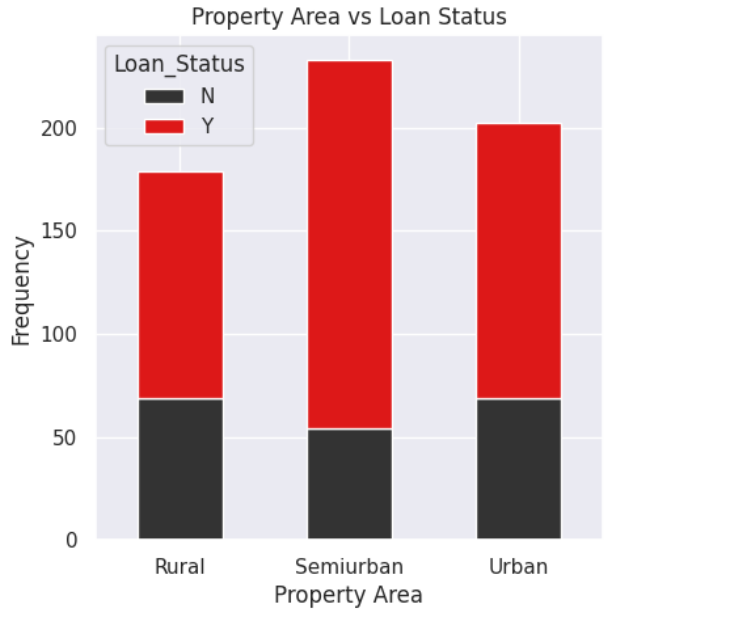 Property Area vs Loan Status
Loan_Status
N
Y
200
150
100
50
0
Frequency
Rural Semiurban Urban
Property Area